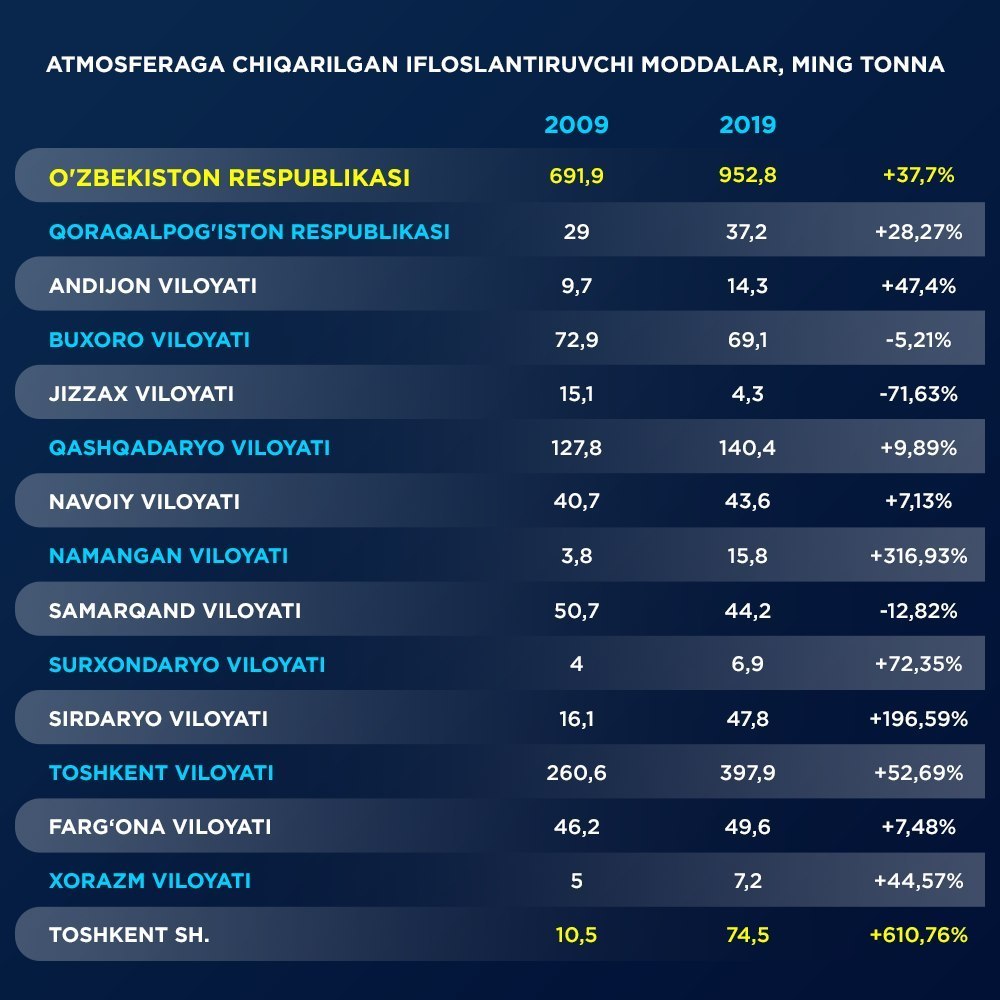 ATMOSFERAGA CHIQARILGAN IFLOSLANTIRUVCHI MODDALAR, MING TONNA
2009 2019
O'ZBEKISTON RESPUBLIKASI 691,9 952,8 +37,7%
QORAQALPOG'ISTON RESPUBLIKASI 29 37,2 +28,27%
ANDIJON VILOYATI 9,7 14,3 +47,4%
BUXORO VILOYATI 72,9 69,1 -5,21%
JIZZAX VILOYATI 15,1 4,3 -71,63%
QASHQADARYO VILOYATI 127,8 140,4 +9,89%
NAVOIY VILOYATI 40,7 43,6 +7,13%
NAMANGAN VILOYATI 3,8 15,8 +316,93%
SAMARQAND VILOYATI 50,7 44,2 -12,82%
SURXONDARYO VILOYATI 4 6,9 +72,35%
SIRDARYO VILOYATI 16,1 47,8 +196,59%
TOSHKENT VILOYATI 260,6 397,9 +52,69%
FARG‘ONA VILOYATI 46,2 49,6 +7,48%
XORAZM VILOYATI 5 7,2 +44,57%
TOSHKENT SH. 10,5 74,5 +610,76%